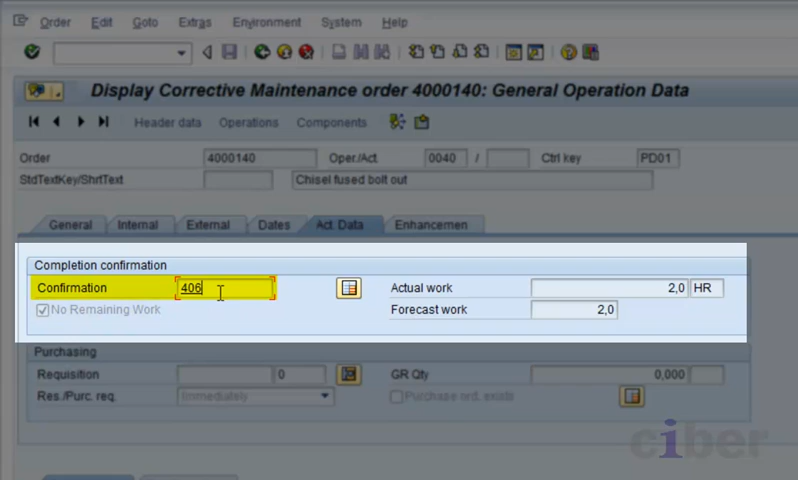 Order Edit Goto Extras Environment System Help
Display Corrective Maintenance order 4000140: General Operation Data
Header data Operations Components
Order 4000140 Oper./Act. 0040 / Ctrl key PD01
StdTextKey/ShrtText Chisel fused bolt out
General Internal External Dates Act. Data Enhancemen
Completion confirmation
Confirmation 406 Actual work 2,0 HR
No Remaining Work Forecast work 2,0
Purchasing
Requisition 0 GR Qty 0,000
Res./Purc. req. Immediately Purchase ord. exists
ciber